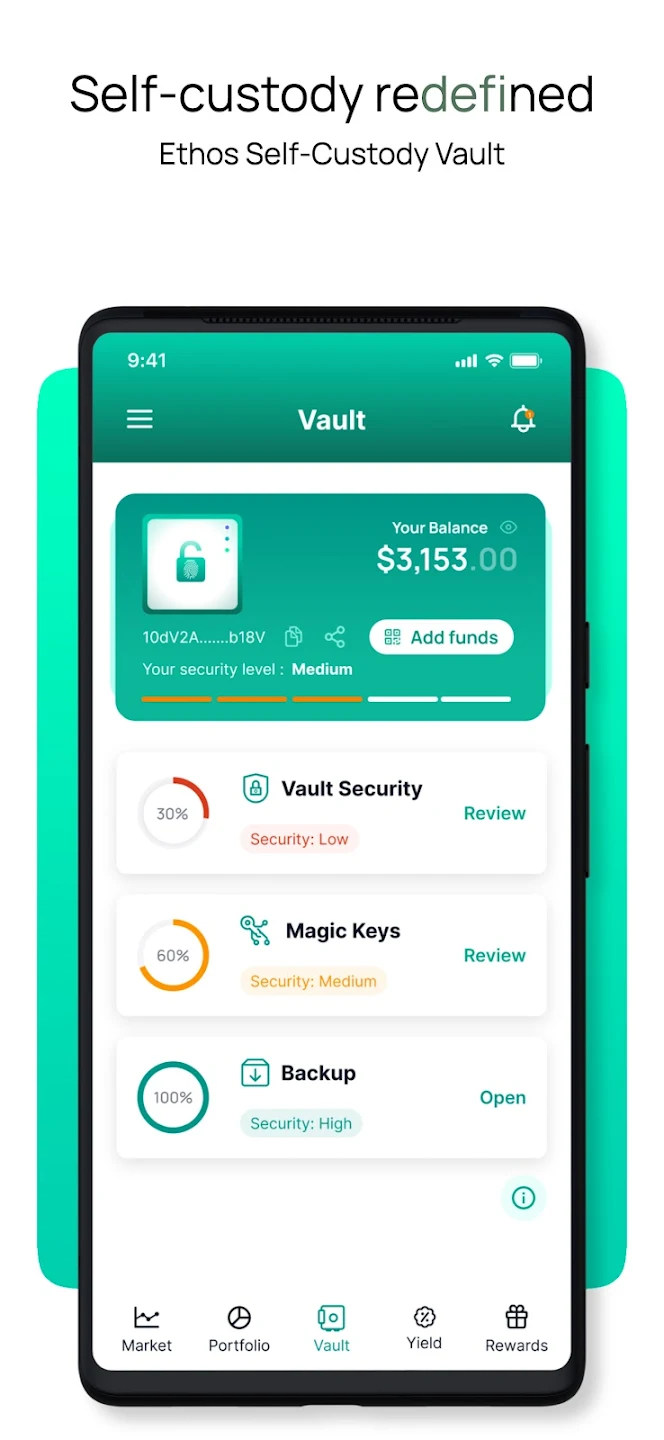 Self-custody redefined
Ethos Self-Custody Vault
9:41
Vault
Your Balance
$3,153.00
10dV2A.......b18V
Add funds
Your security level : Medium
30%
Vault Security
Security: Low
Review
60%
Magic Keys
Security: Medium
Review
100%
Backup
Security: High
Open
Market
Portfolio
Vault
Yield
Rewards